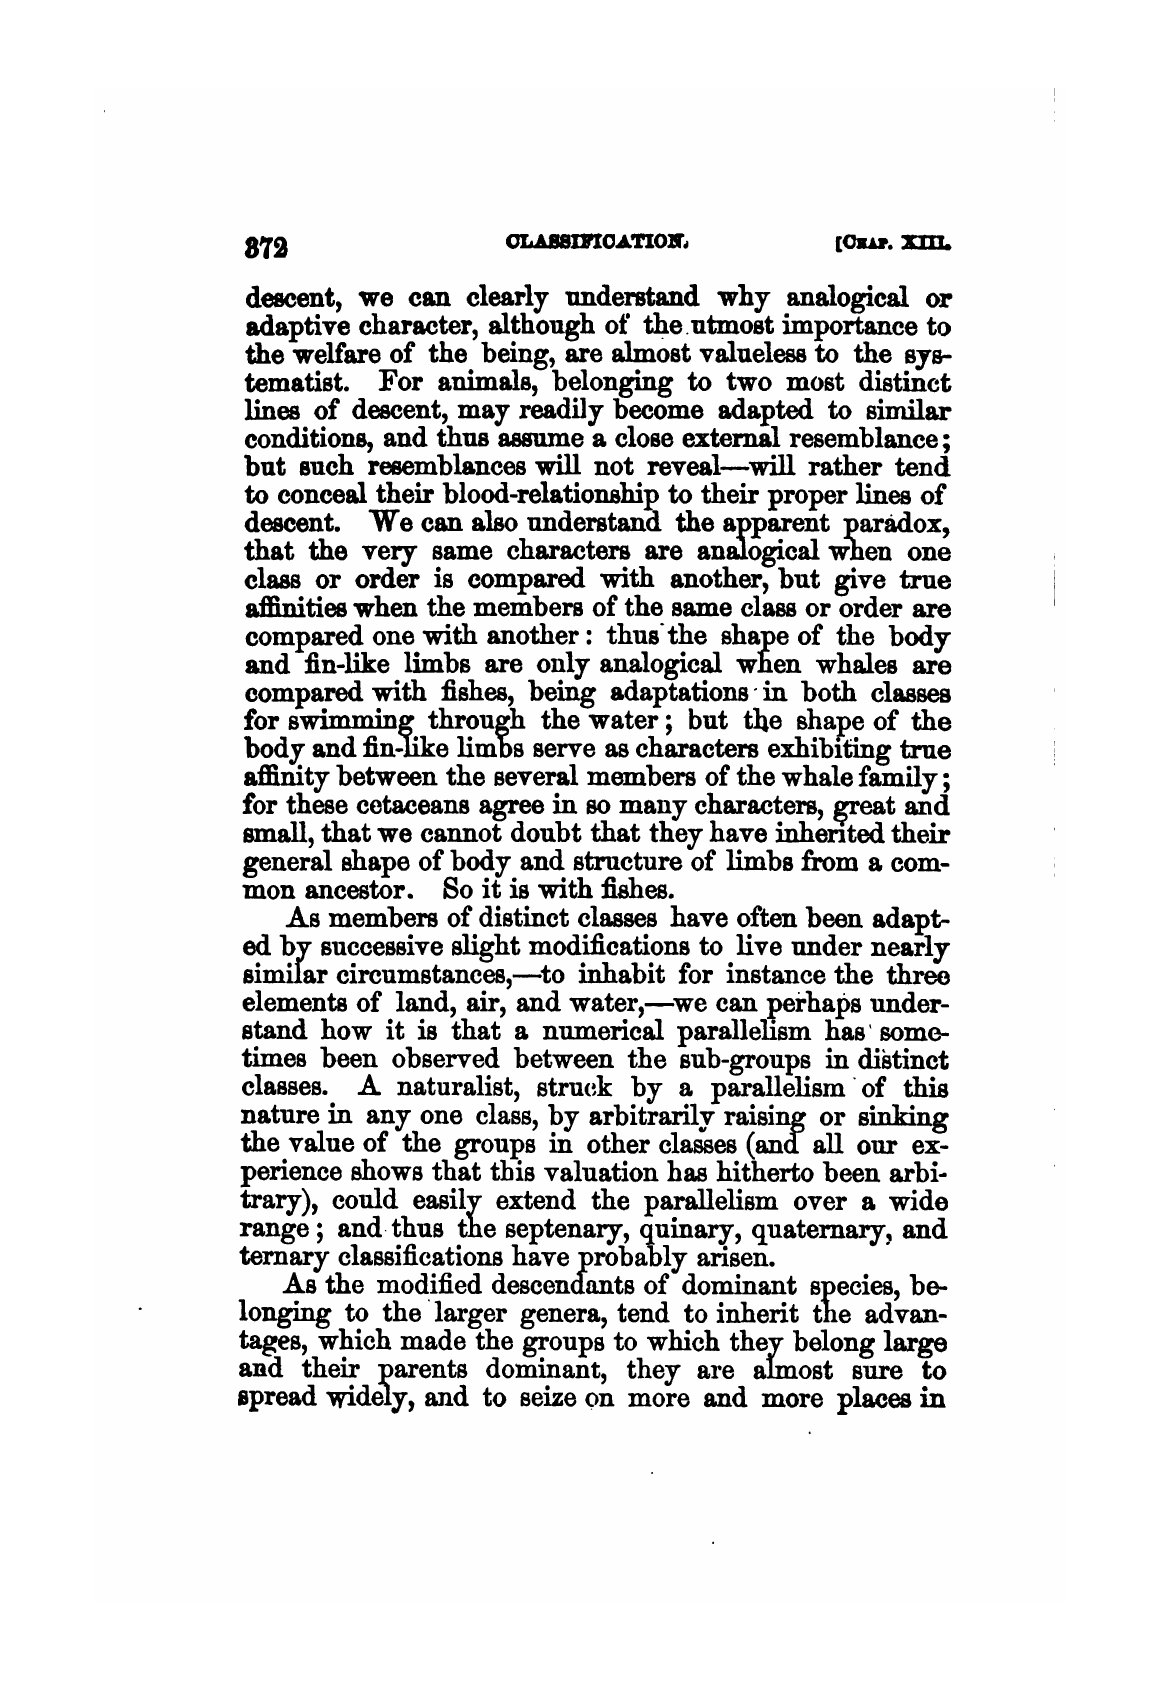 372 CLASSIFICATION. [CHAP. XIII.
descent, we can clearly understand why analogical or
adaptive character, although of the utmost importance to
the welfare of the being, are almost valueless to the sys-
tematist. For animals, belonging to two most distinct
lines of descent, may readily become adapted to similar
conditions, and thus assume a close external resemblance;
but such resemblances will not reveal—will rather tend
to conceal their blood-relationship to their proper lines of
descent. We can also understand the apparent paradox,
that the very same characters are analogical when one
class or order is compared with another, but give true
affinities when the members of the same class or order are
compared one with another: thus the shape of the body
and fin-like limbs are only analogical when whales are
compared with fishes, being adaptations in both classes
for swimming through the water; but the shape of the
body and fin-like limbs serve as characters exhibiting true
affinity between the several members of the whale family;
for these cetaceans agree in so many characters, great and
small, that we cannot doubt that they have inherited their
general shape of body and structure of limbs from a com-
mon ancestor. So it is with fishes.
As members of distinct classes have often been adapt-
ed by successive slight modifications to live under nearly
similar circumstances,—to inhabit for instance the three
elements of land, air, and water,—we can perhaps under-
stand how it is that a numerical parallelism has some-
times been observed between the sub-groups in distinct
classes. A naturalist, struck by a parallelism of this
nature in any one class, by arbitrarily raising or sinking
the value of the groups in other classes (and all our ex-
perience shows that this valuation has hitherto been arbi-
trary), could easily extend the parallelism over a wide
range; and thus the septenary, quinary, quaternary, and
ternary classifications have probably arisen.
As the modified descendants of dominant species, be-
longing to the larger genera, tend to inherit the advan-
tages, which made the groups to which they belong large
and their parents dominant, they are almost sure to
spread widely, and to seize on more and more places in